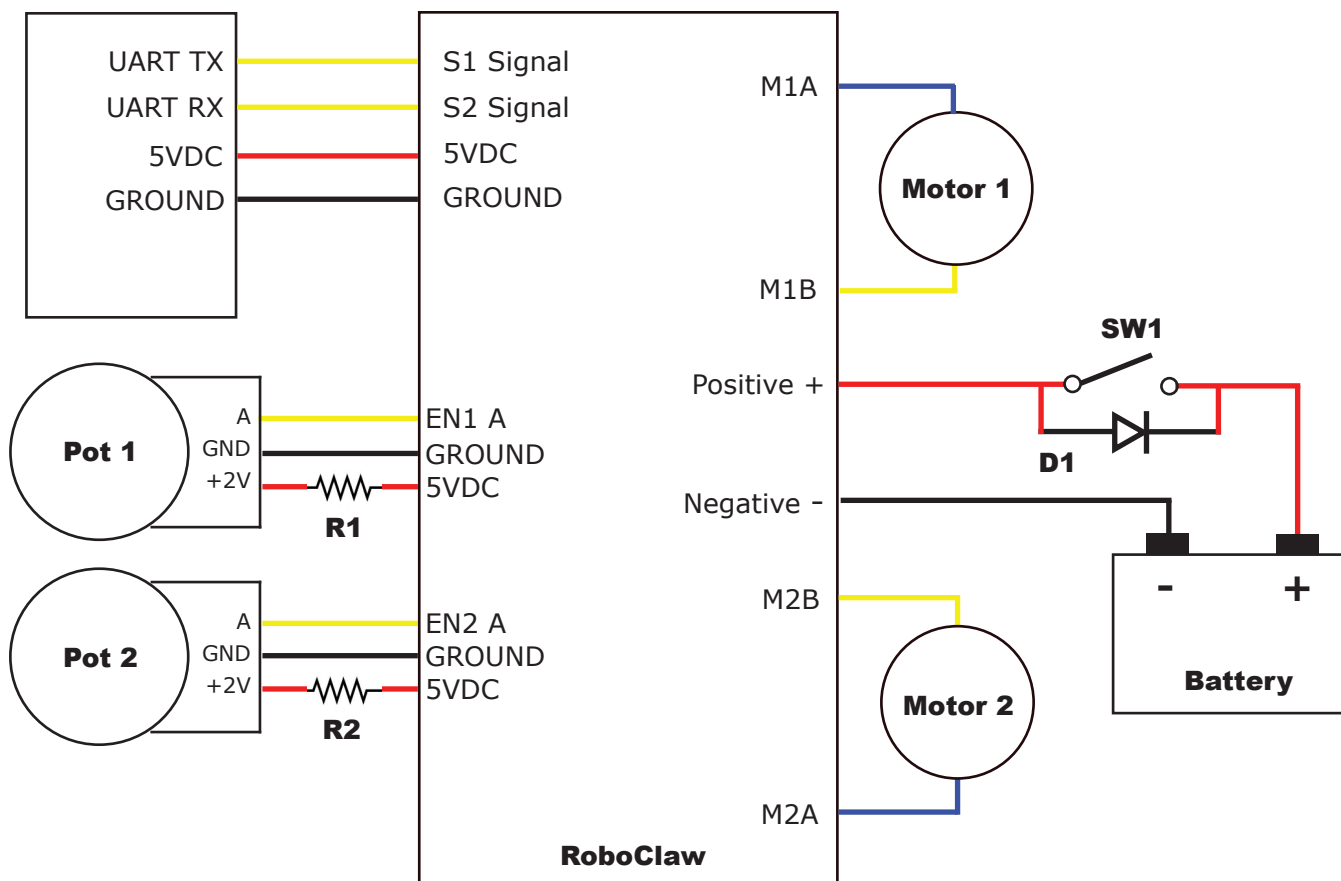 UART TX
UART RX
5VDC
GROUND
S1 Signal
S2 Signal
5VDC
GROUND
M1A
Motor 1
M1B
SW1
Positive +
D1
Negative -
- +
Battery
Pot 1
A
GND
+2V
R1
EN1 A
GROUND
5VDC
Pot 2
A
GND
+2V
R2
EN2 A
GROUND
5VDC
M2B
Motor 2
M2A
RoboClaw